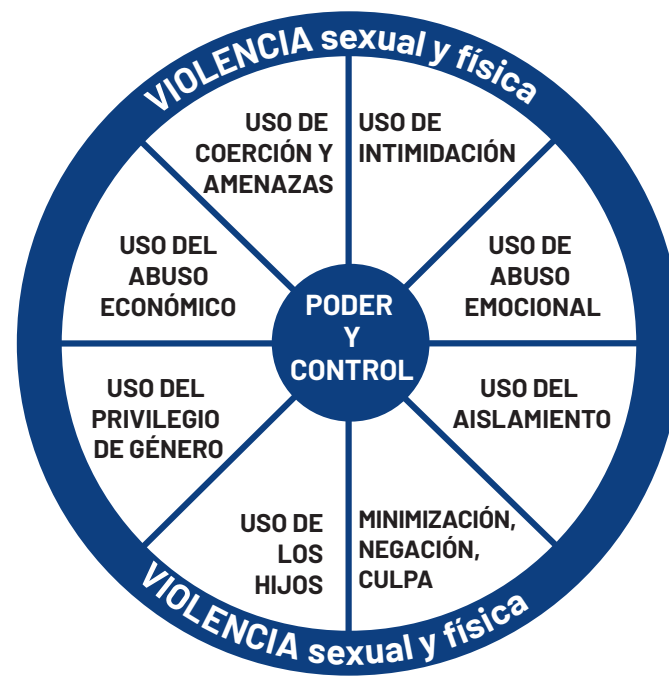 VIOLENCIA sexual y física
USO DE
COERCIÓN Y
AMENAZAS
USO DE
INTIMIDACIÓN
USO DEL
ABUSO
ECONÓMICO
USO DE
ABUSO
EMOCIONAL
PODER
Y
CONTROL
USO DEL
PRIVILEGIO
DE GÉNERO
USO DEL
AISLAMIENTO
USO DE
LOS
HIJOS
MINIMIZACIÓN,
NEGACIÓN,
CULPA
VIOLENCIA sexual y física